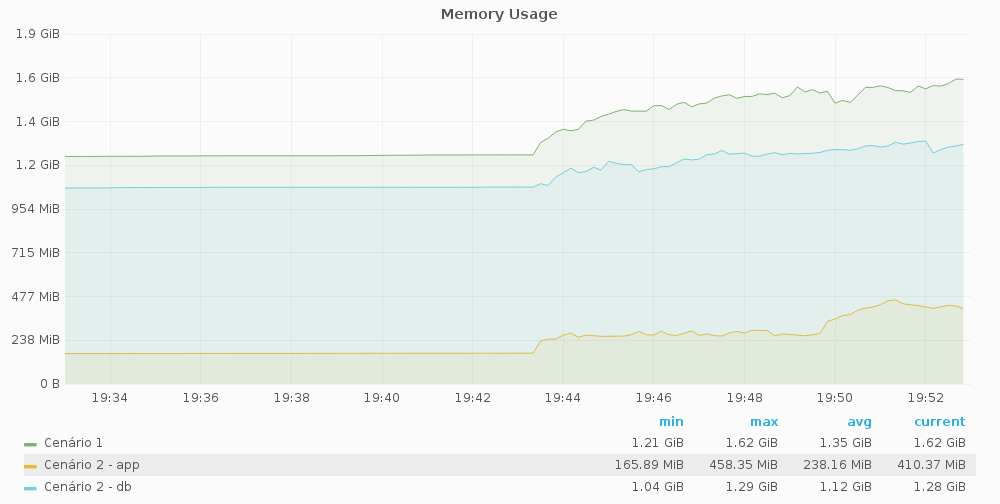 Memory Usage
1.9 GiB
1.6 GiB
1.4 GiB
1.2 GiB
954 MiB
715 MiB
477 MiB
238 MiB
0 B
19:34 19:36 19:38 19:40 19:42 19:44 19:46 19:48 19:50 19:52
min max avg current
Cenário 1 1.21 GiB 1.62 GiB 1.35 GiB 1.62 GiB
Cenário 2 - app 165.89 MiB 458.35 MiB 238.16 MiB 410.37 MiB
Cenário 2 - db 1.04 GiB 1.29 GiB 1.12 GiB 1.28 GiB